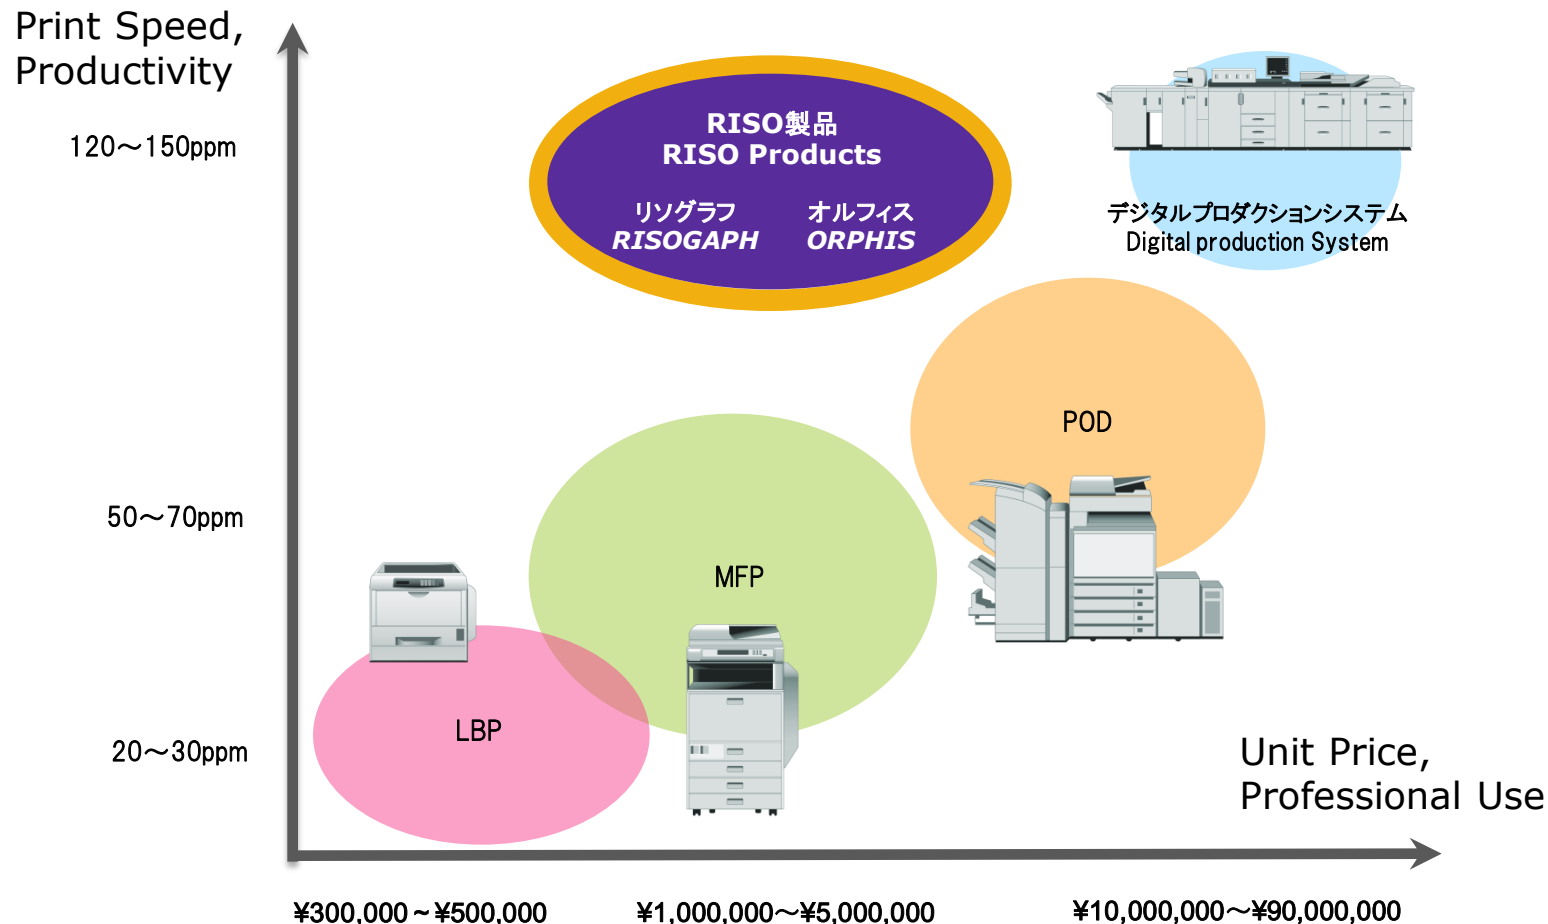 Print Speed,
Productivity
120～150ppm
RISO製品
RISO Products
リソグラフ オルフィス
RISOGAPH ORPHIS
デジタルプロダクションシステム
Digital production System
POD
50～70ppm
MFP
LBP
20～30ppm
Unit Price,
Professional Use
¥300,000～¥500,000 ¥1,000,000～¥5,000,000 ¥10,000,000～¥90,000,000